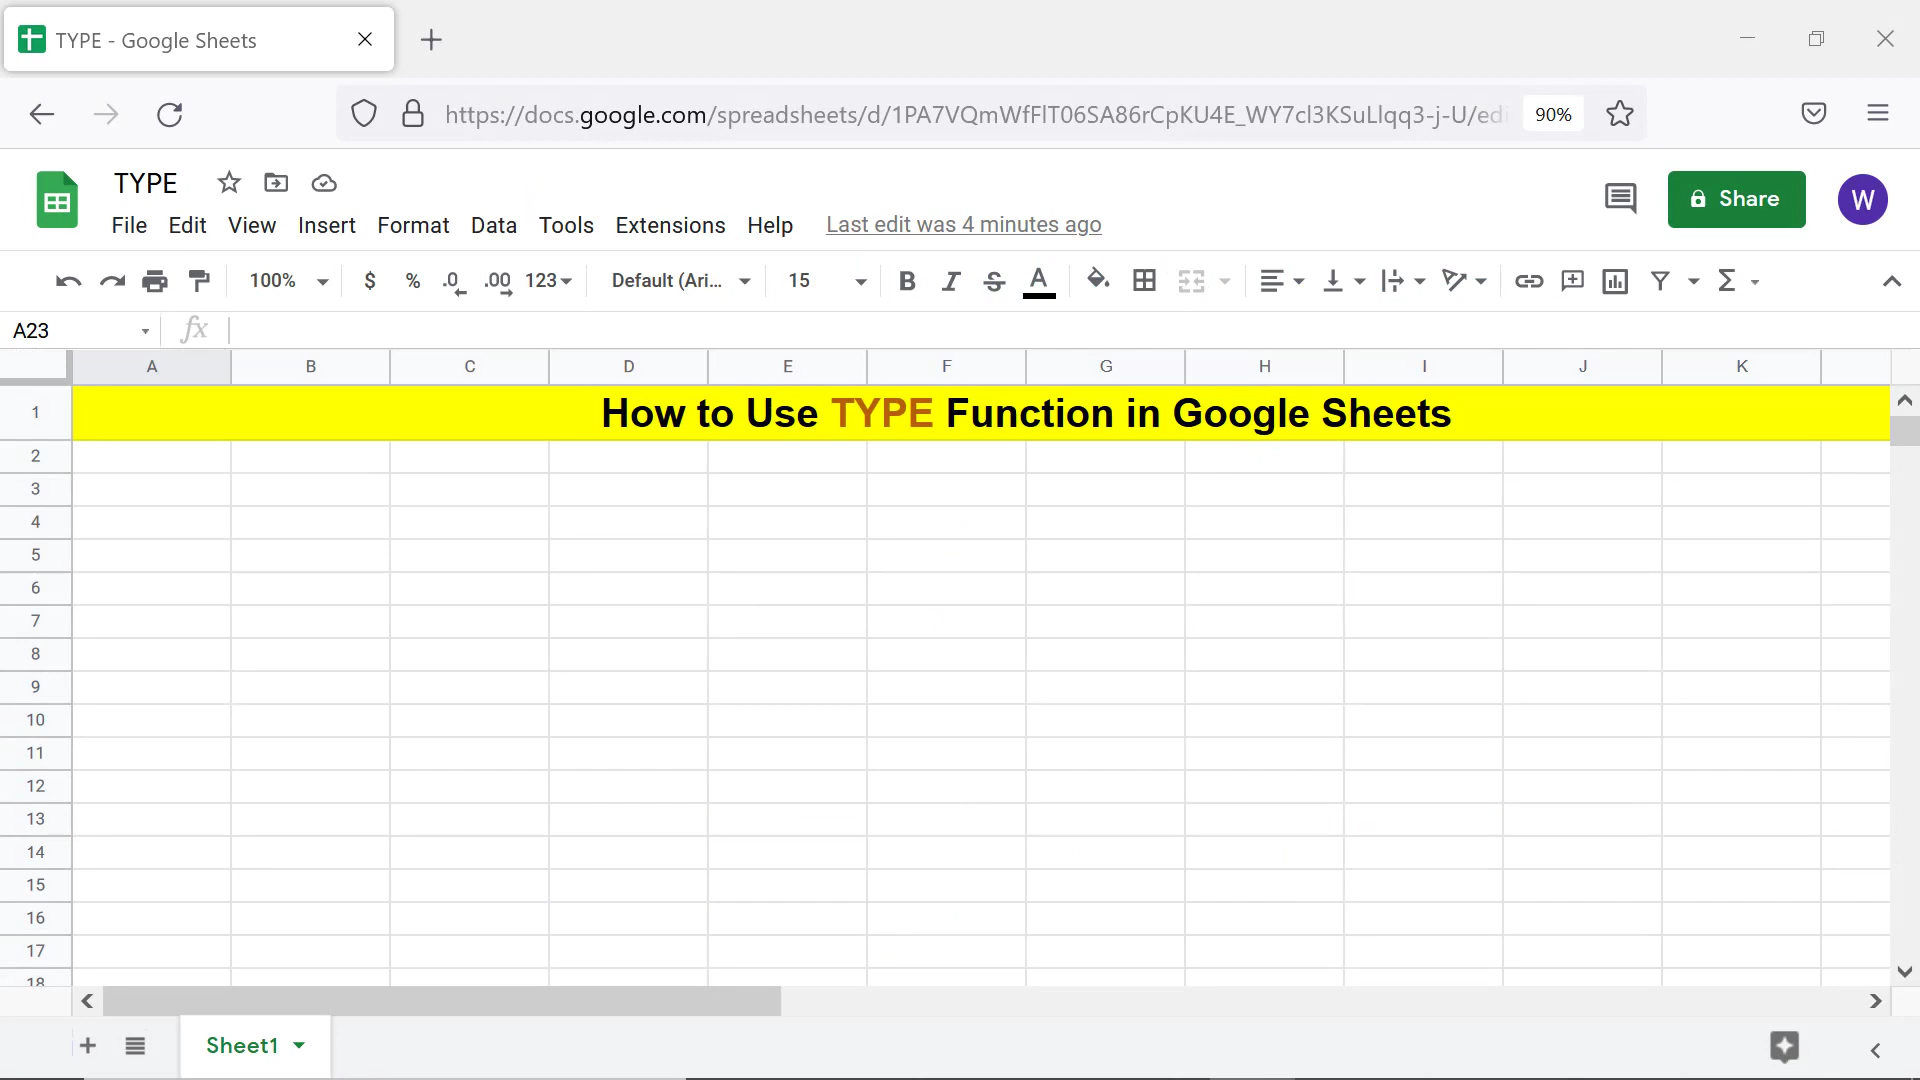 TYPE - Google Sheets
https://docs.google.com/spreadsheets/d/1PA7VQmWfFlT06SA86rCpKU4E_WY7cl3KSuLlqq3-j-U/edi 90%
TYPE
Share W
File Edit View Insert Format Data Tools Extensions Help Last edit was 4 minutes ago
100% $ % .0 .00 123 Default (Ari... 15 B I S A Σ
A23 fx
A B C D E F G H I J K
1 How to Use TYPE Function in Google Sheets
2
3
4
5
6
7
8
9
10
11
12
13
14
15
16
17
18
Sheet1